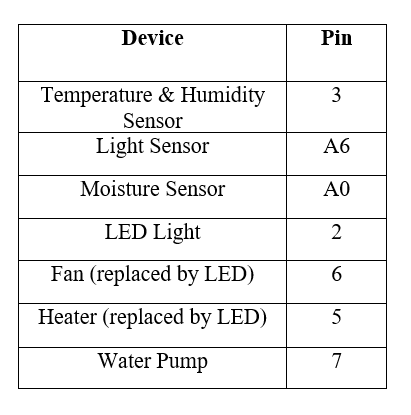 Device Pin
Temperature & Humidity 3
Sensor
Light Sensor A6
Moisture Sensor A0
LED Light 2
Fan (replaced by LED) 6
Heater (replaced by LED) 5
Water Pump 7